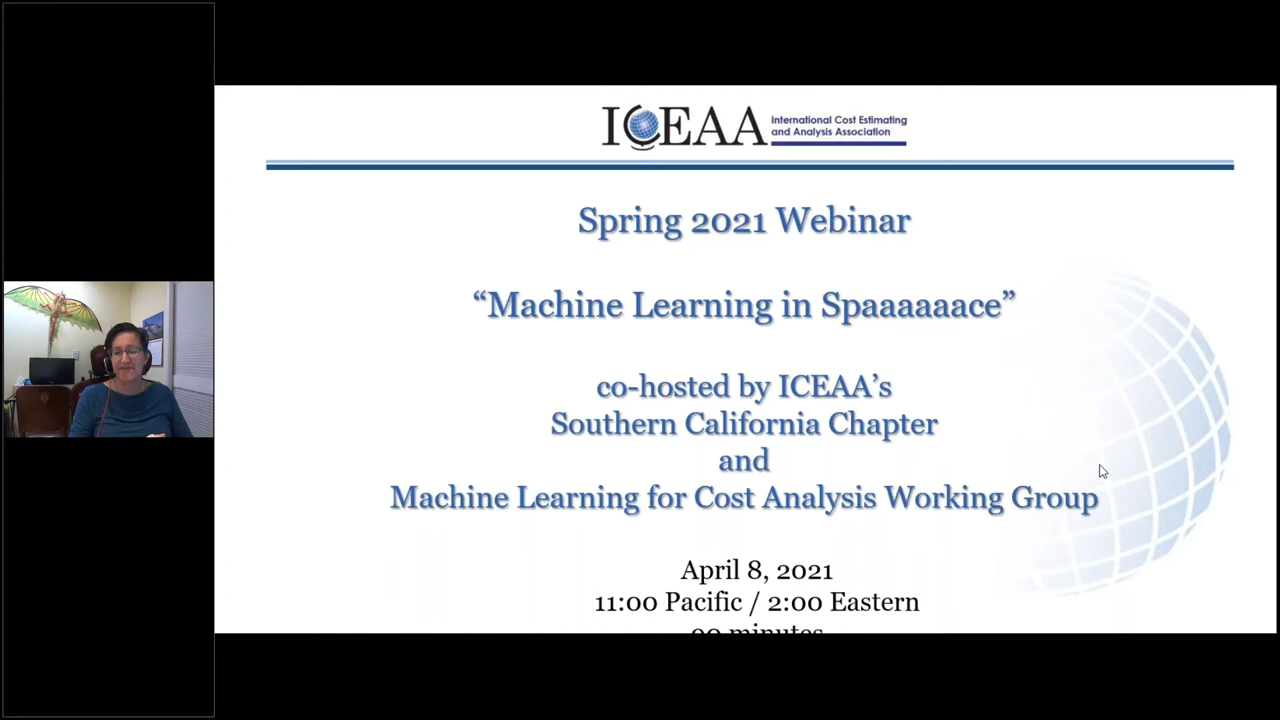 ICEAA International Cost Estimating
and Analysis Association
Spring 2021 Webinar
“Machine Learning in Spaaaaaace”
co-hosted by ICEAA’s
Southern California Chapter
and
Machine Learning for Cost Analysis Working Group
April 8, 2021
11:00 Pacific / 2:00 Eastern
90 minutes